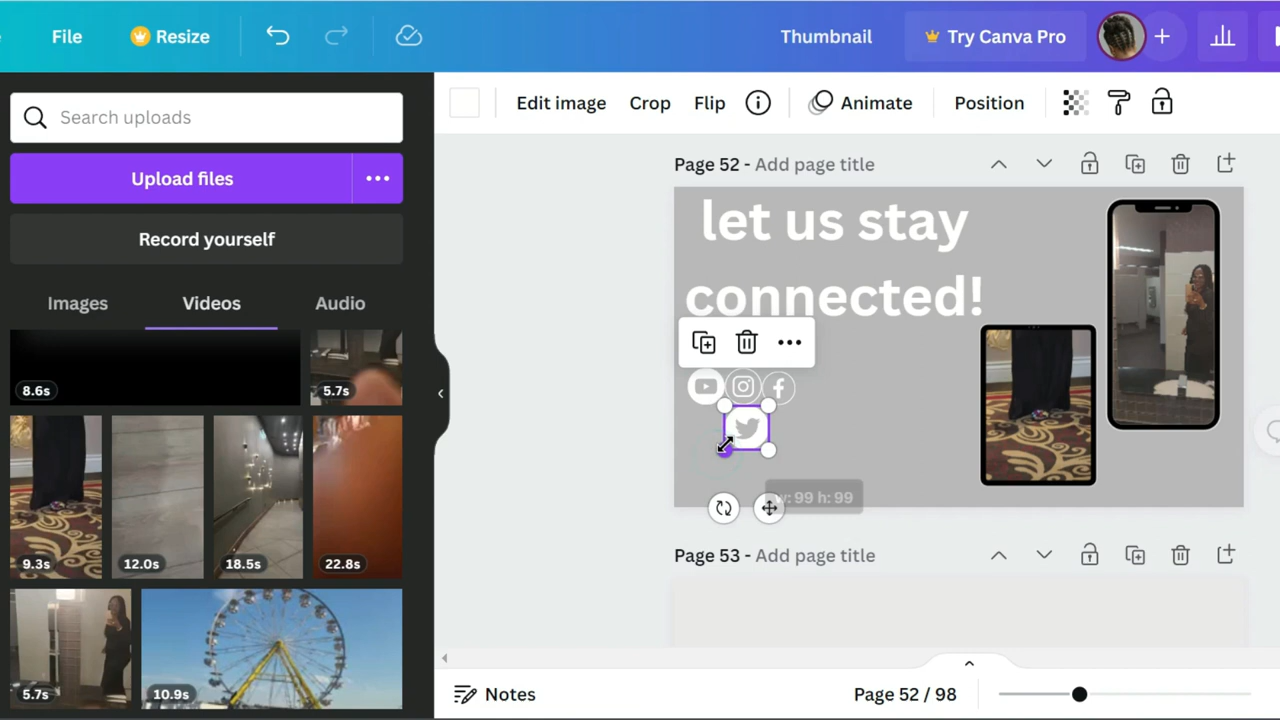 File
Resize
Thumbnail
Try Canva Pro
Search uploads
Upload files
Record yourself
Images
Videos
Audio
8.6s
5.7s
9.3s
12.0s
18.5s
22.8s
5.7s
10.9s
Edit image
Crop
Flip
Animate
Position
Page 52 - Add page title
let us stay
connected!
w: 99 h: 99
Page 53 - Add page title
Notes
Page 52 / 98